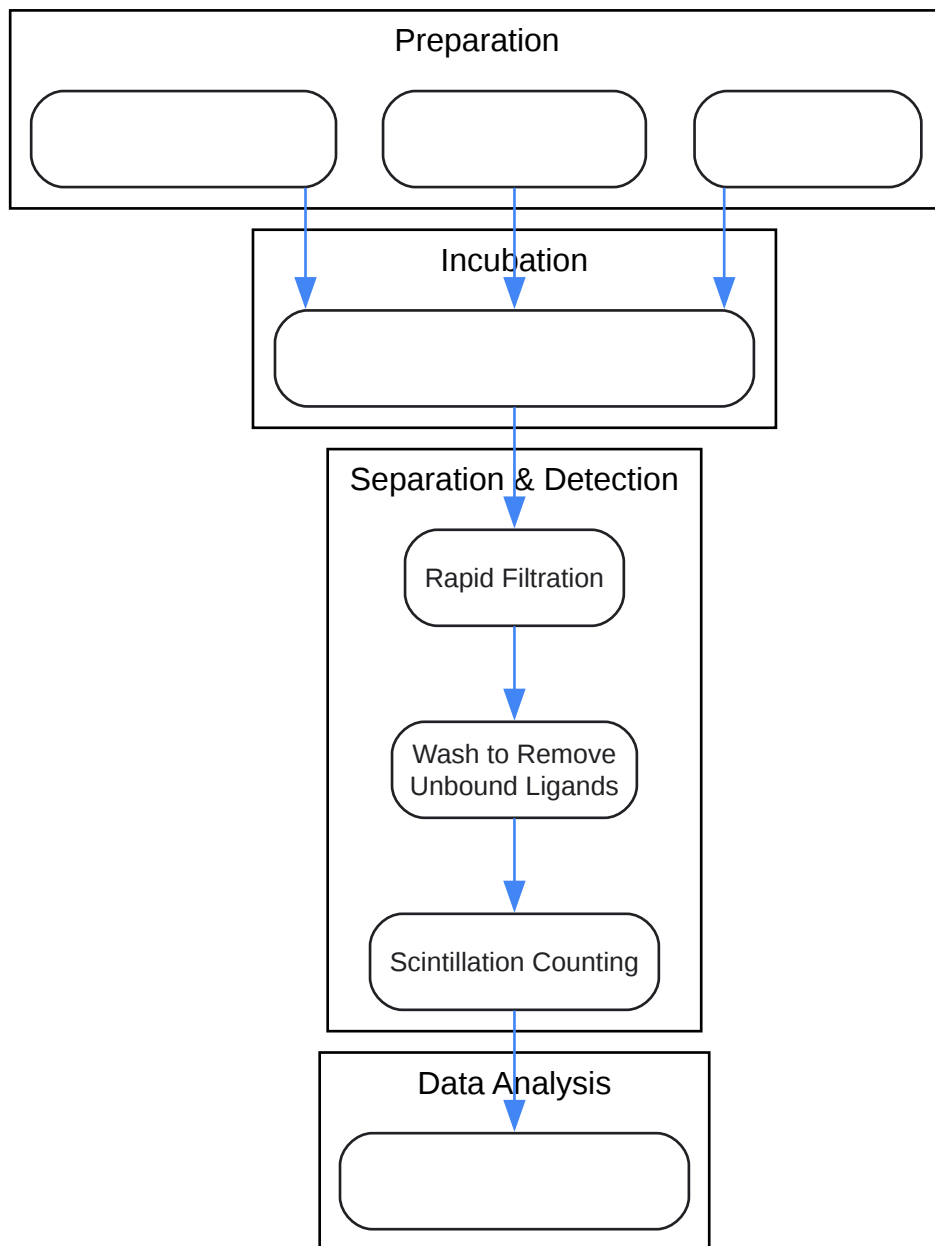 Preparation
Incubation
Separation & Detection
Rapid Filtration
Wash to Remove
Unbound Ligands
Scintillation Counting
Data Analysis